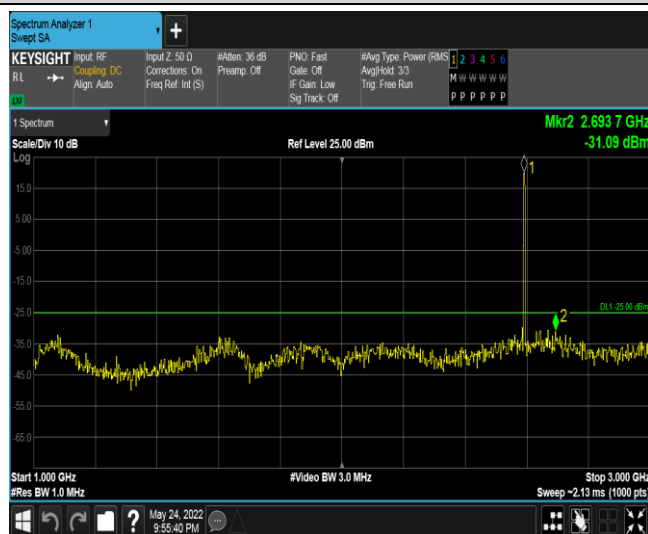 Spectrum Analyzer 1
Swept SA
+
KEYSIGHT Input: RF Input Z: 50 Ω #Atten: 36 dB PNO: Fast #Avg Type: Power (RMS 1 2 3 4 5 6
RL Coupling: DC Corrections: On Preamp: Off Gate: Off Avg|Hold: 3/3 M W W W W W
Align: Auto Freq Ref: Int (S) IF Gain: Low Trig: Free Run P P P P P P
Sig Track: Off
LXI
1 Spectrum Mkr2 2.693 7 GHz
Scale/Div 10 dB Ref Level 25.00 dBm -31.09 dBm
Log
1
15.0
5.00
-5.00
-15.0
-25.0 DL1 -25.00 dBm
2
-35.0
-45.0
-55.0
-65.0
Start 1.000 GHz #Video BW 3.0 MHz Stop 3.000 GHz
#Res BW 1.0 MHz Sweep ~2.13 ms (1000 pts)
? May 24, 2022
9:55:40 PM